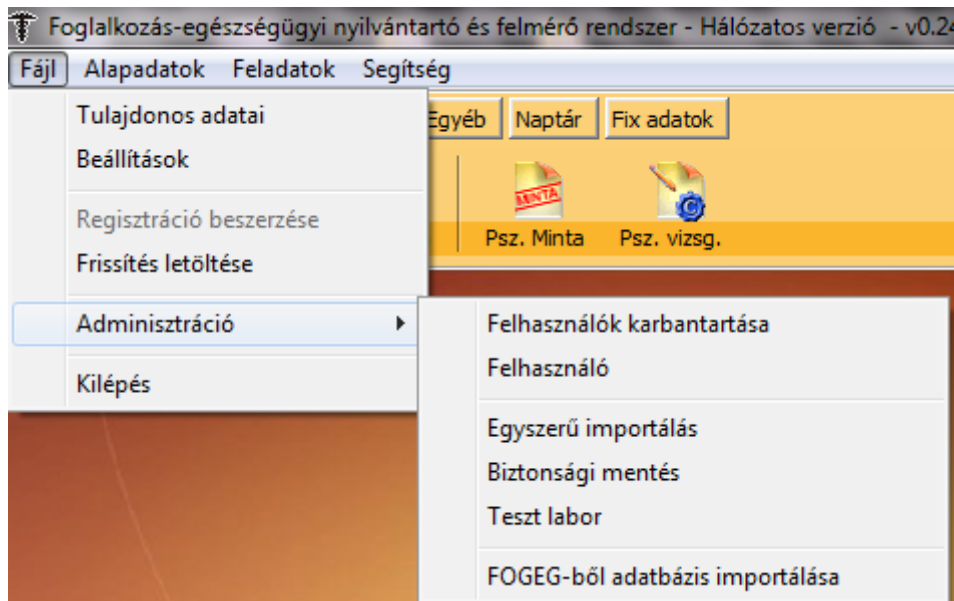 Foglalkozás-egészségügyi nyilvántartó és felmérő rendszer - Hálózatos verzió - v0.24
Fájl Alapadatok Feladatok Segítség
Tulajdonos adatai
Beállítások
Regisztráció beszerzése
Frissítés letöltése
Adminisztráció
Kilépés
Egyéb Naptár Fix adatok
MINTA
Psz. Minta Psz. vizsg.
Felhasználók karbantartása
Felhasználó
Egyszerű importálás
Biztonsági mentés
Teszt labor
FOGEG-ből adatbázis importálása